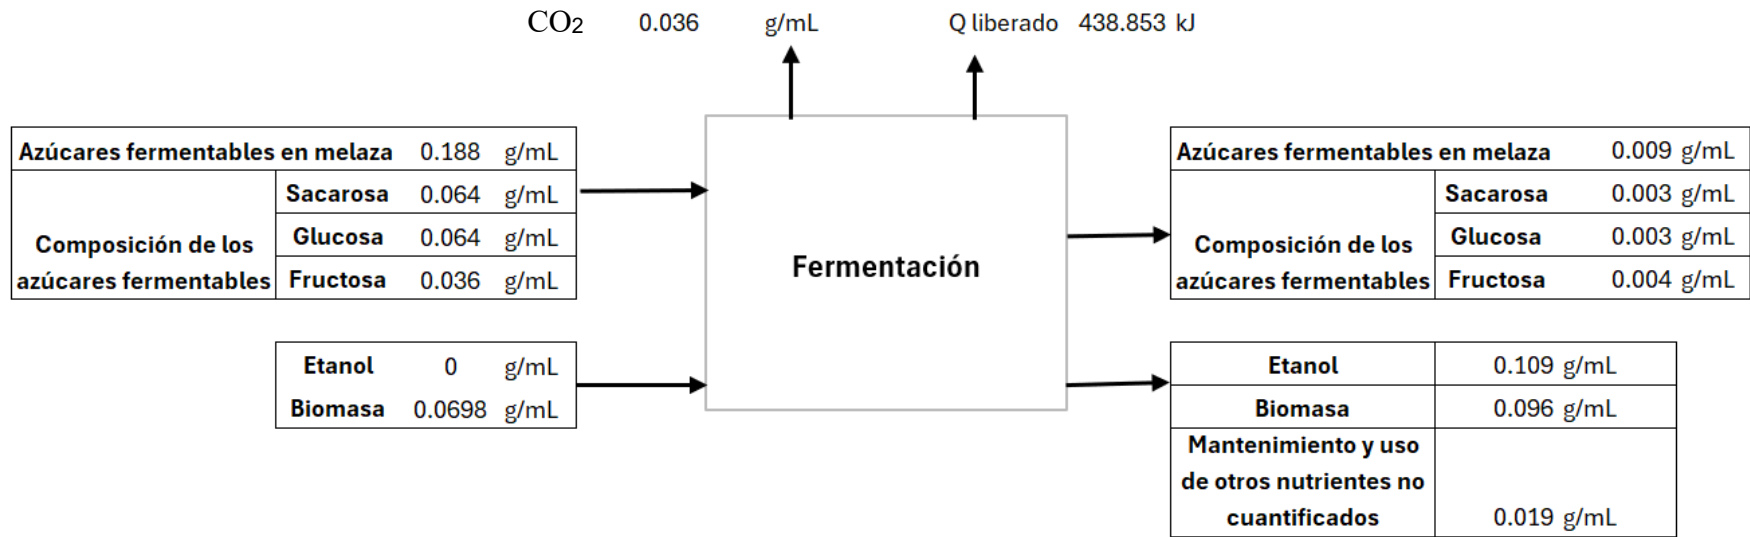 CO2 0.036 g/mL Q liberado 438.853 kJ
Azúcares fermentables en melaza 0.188 g/mL
Sacarosa 0.064 g/mL
Composición de los azúcares fermentables
Glucosa 0.064 g/mL
Fructosa 0.036 g/mL
Etanol 0 g/mL
Biomasa 0.0698 g/mL
Fermentación
Azúcares fermentables en melaza 0.009 g/mL
Sacarosa 0.003 g/mL
Composición de los azúcares fermentables
Glucosa 0.003 g/mL
Fructosa 0.004 g/mL
Etanol 0.109 g/mL
Biomasa 0.096 g/mL
Mantenimiento y uso
de otros nutrientes no
cuantificados 0.019 g/mL